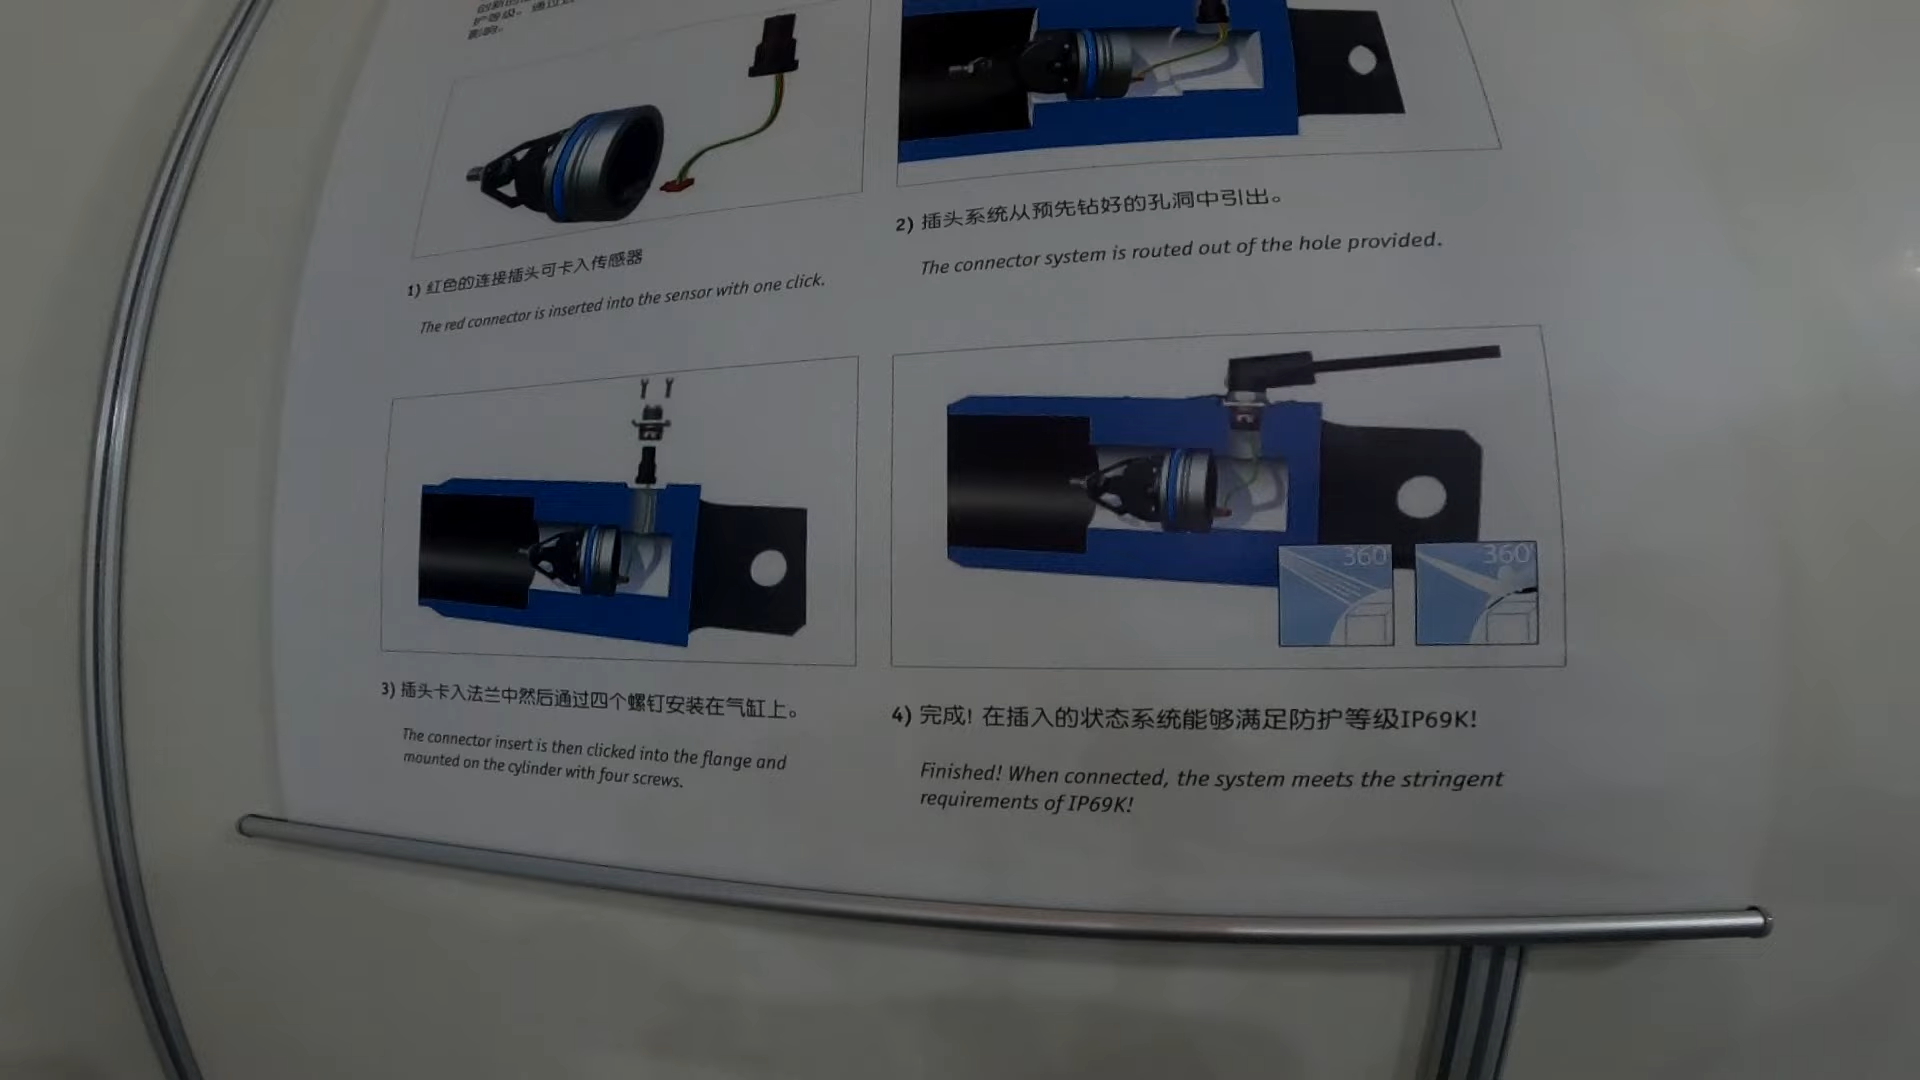 影响。
1) 红色的连接插头可卡入传感器
The red connector is inserted into the sensor with one click.
2) 插头系统从预先钻好的孔洞中引出。
The connector system is routed out of the hole provided.
3) 插头卡入法兰中然后通过四个螺钉安装在气缸上。
The connector insert is then clicked into the flange and
mounted on the cylinder with four screws.
360
360°
4) 完成! 在插入的状态系统能够满足防护等级IP69K!
Finished! When connected, the system meets the stringent
requirements of IP69K!